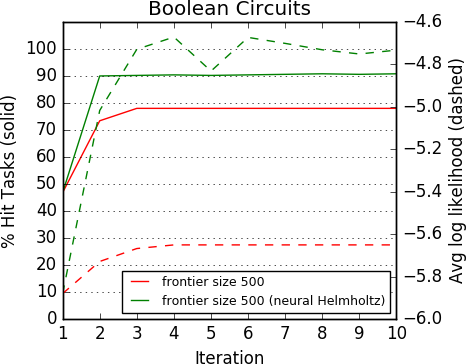 Boolean Circuits
% Hit Tasks (solid)
100
90
80
70
60
50
40
30
20
10
0
−4.6
−4.8
−5.0
−5.2
−5.4
−5.6
−5.8
−6.0
Avg log likelihood (dashed)
frontier size 500
frontier size 500 (neural Helmholtz)
1 2 3 4 5 6 7 8 9 10
Iteration